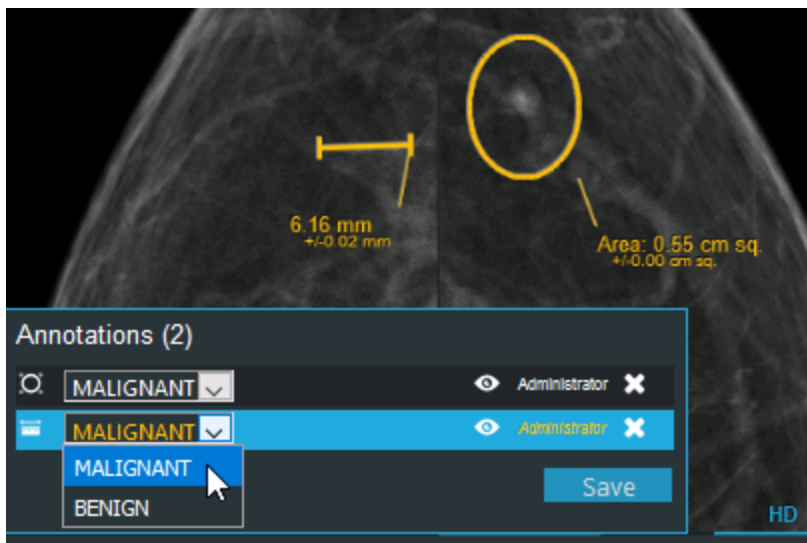 6.16 mm
+/-0.02 mm
Area: 0.55 cm sq.
+/-0.00 cm sq.
Annotations (2)
MALIGNANT Administrator
MALIGNANT Administrator
MALIGNANT
BENIGN
Save
HD